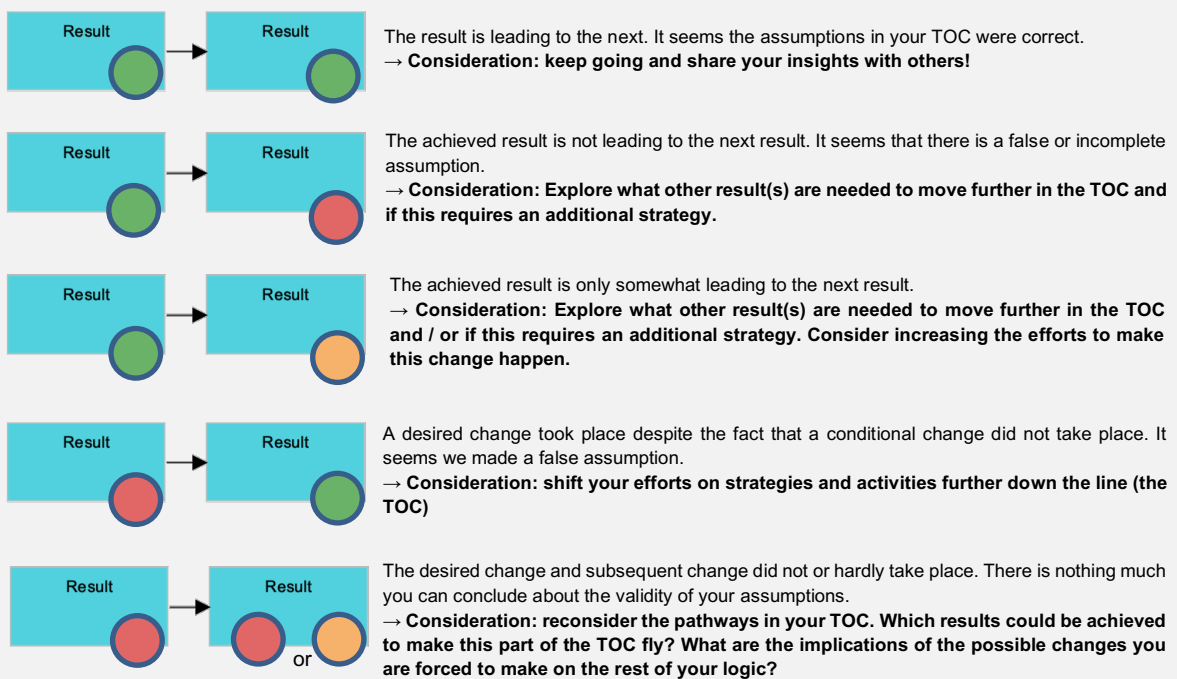 Result
Result
The result is leading to the next. It seems the assumptions in your TOC were correct.
→ Consideration: keep going and share your insights with others!
Result
Result
The achieved result is not leading to the next result. It seems that there is a false or incomplete
assumption.
→ Consideration: Explore what other result(s) are needed to move further in the TOC and
if this requires an additional strategy.
Result
Result
The achieved result is only somewhat leading to the next result.
→ Consideration: Explore what other result(s) are needed to move further in the TOC
and / or if this requires an additional strategy. Consider increasing the efforts to make
this change happen.
Result
Result
A desired change took place despite the fact that a conditional change did not take place. It
seems we made a false assumption.
→ Consideration: shift your efforts on strategies and activities further down the line (the
TOC)
Result
Result
or
The desired change and subsequent change did not or hardly take place. There is nothing much
you can conclude about the validity of your assumptions.
→ Consideration: reconsider the pathways in your TOC. Which results could be achieved
to make this part of the TOC fly? What are the implications of the possible changes you
are forced to make on the rest of your logic?